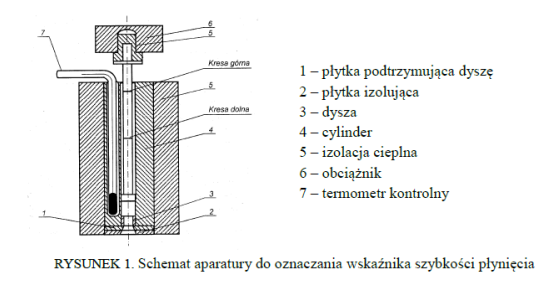 6
5
7
Kresa górna
5
Kresa dolna
4
3
1
2
1 – płytka podtrzymująca dyszę
2 – płytka izolująca
3 – dysza
4 – cylinder
5 – izolacja cieplna
6 – obciążnik
7 – termometr kontrolny
RYSUNEK 1. Schemat aparatury do oznaczania wskaźnika szybkości płynięcia